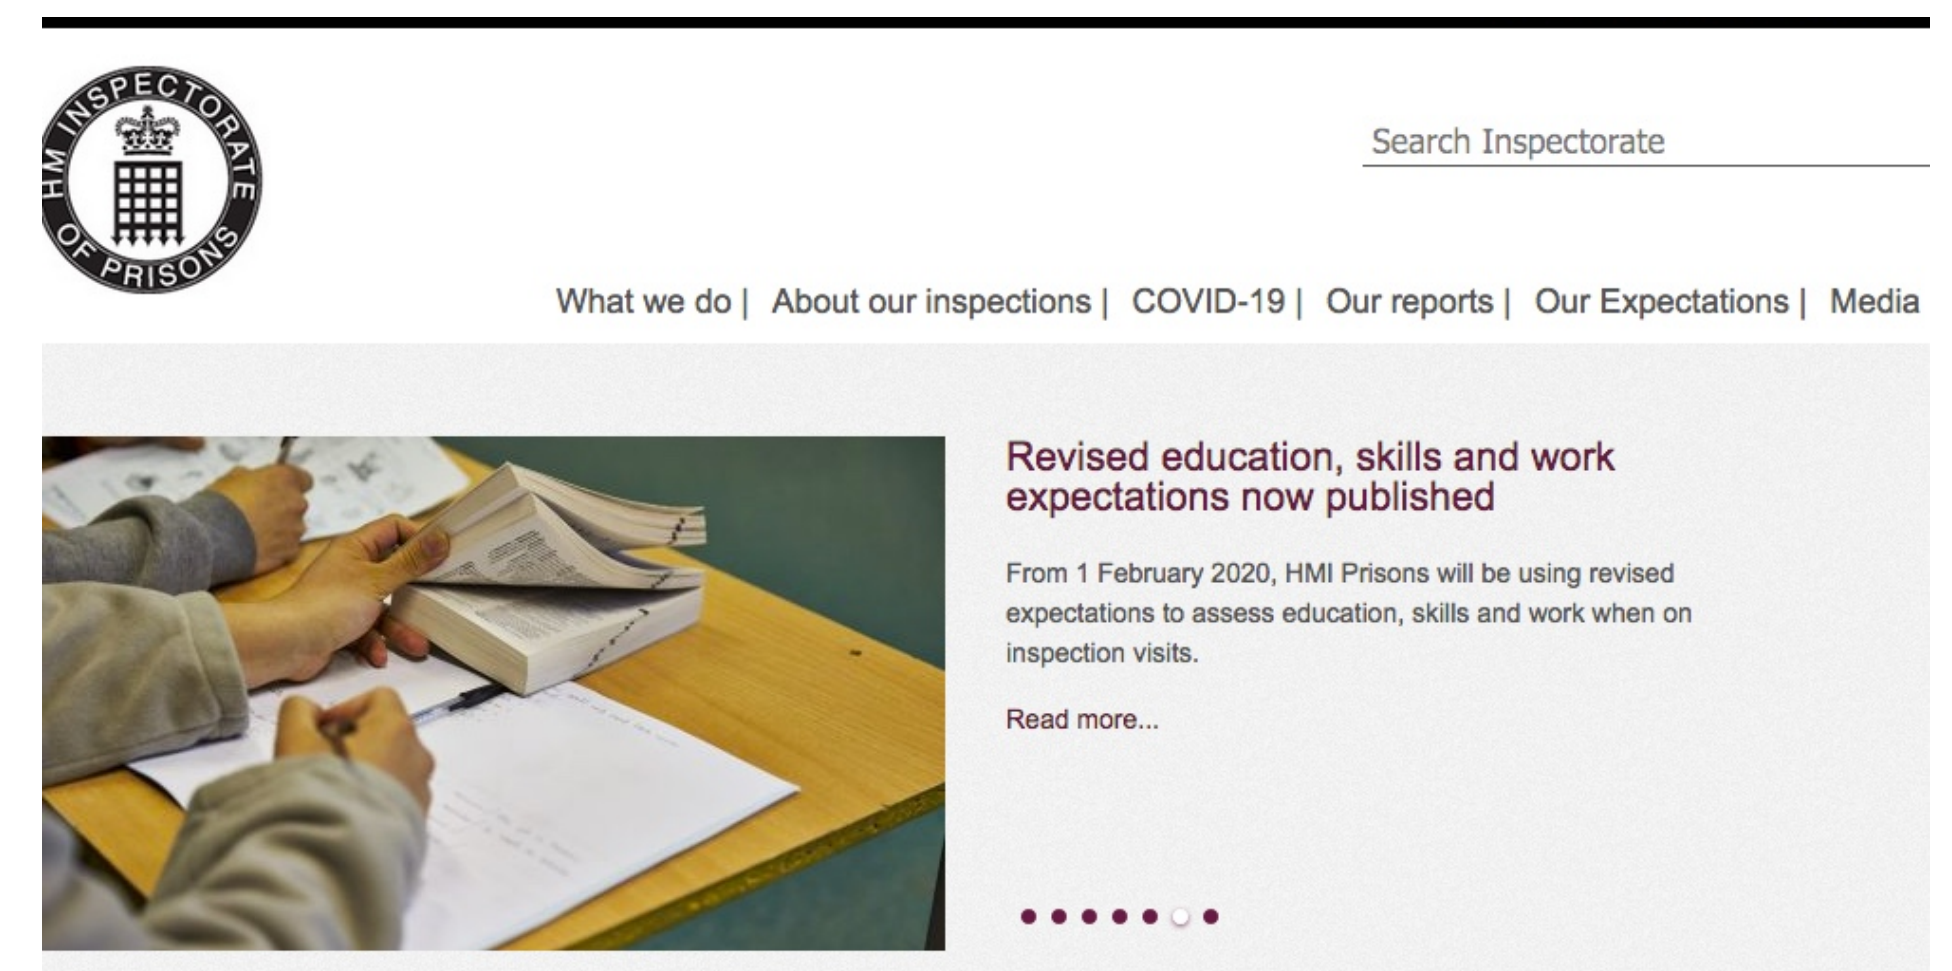 HM INSPECTORATE
OF PRISONS
Search Inspectorate
What we do | About our inspections | COVID-19 | Our reports | Our Expectations | Media
Revised education, skills and work
expectations now published
From 1 February 2020, HMI Prisons will be using revised
expectations to assess education, skills and work when on
inspection visits.
Read more...